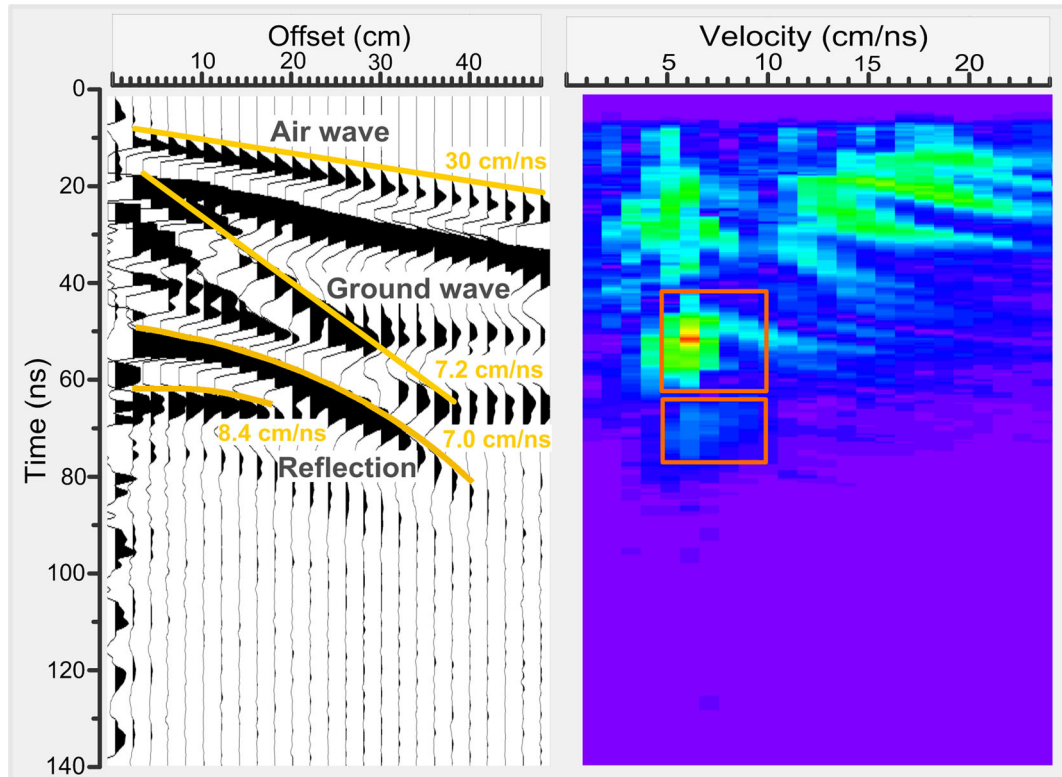 Offset (cm)
10 20 30 40
Velocity (cm/ns)
5 10 15 20
Time (ns)
0
20
40
60
80
100
120
140
Air wave
30 cm/ns
Ground wave
7.2 cm/ns
8.4 cm/ns
7.0 cm/ns
Reflection